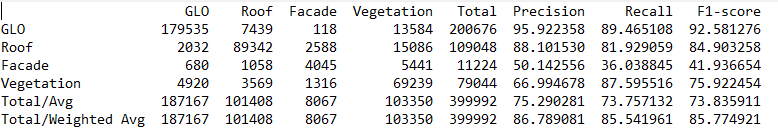 GLO Roof Facade Vegetation Total Precision Recall F1-score
GLO 179535 7439 118 13584 200676 95.922358 89.465108 92.581276
Roof 2032 89342 2588 15086 109048 88.101530 81.929059 84.903258
Facade 680 1058 4045 5441 11224 50.142556 36.038845 41.936654
Vegetation 4920 3569 1316 69239 79044 66.994678 87.595516 75.922454
Total/Avg 187167 101408 8067 103350 399992 75.290281 73.757132 73.835911
Total/Weighted Avg 187167 101408 8067 103350 399992 86.789081 85.541961 85.774921